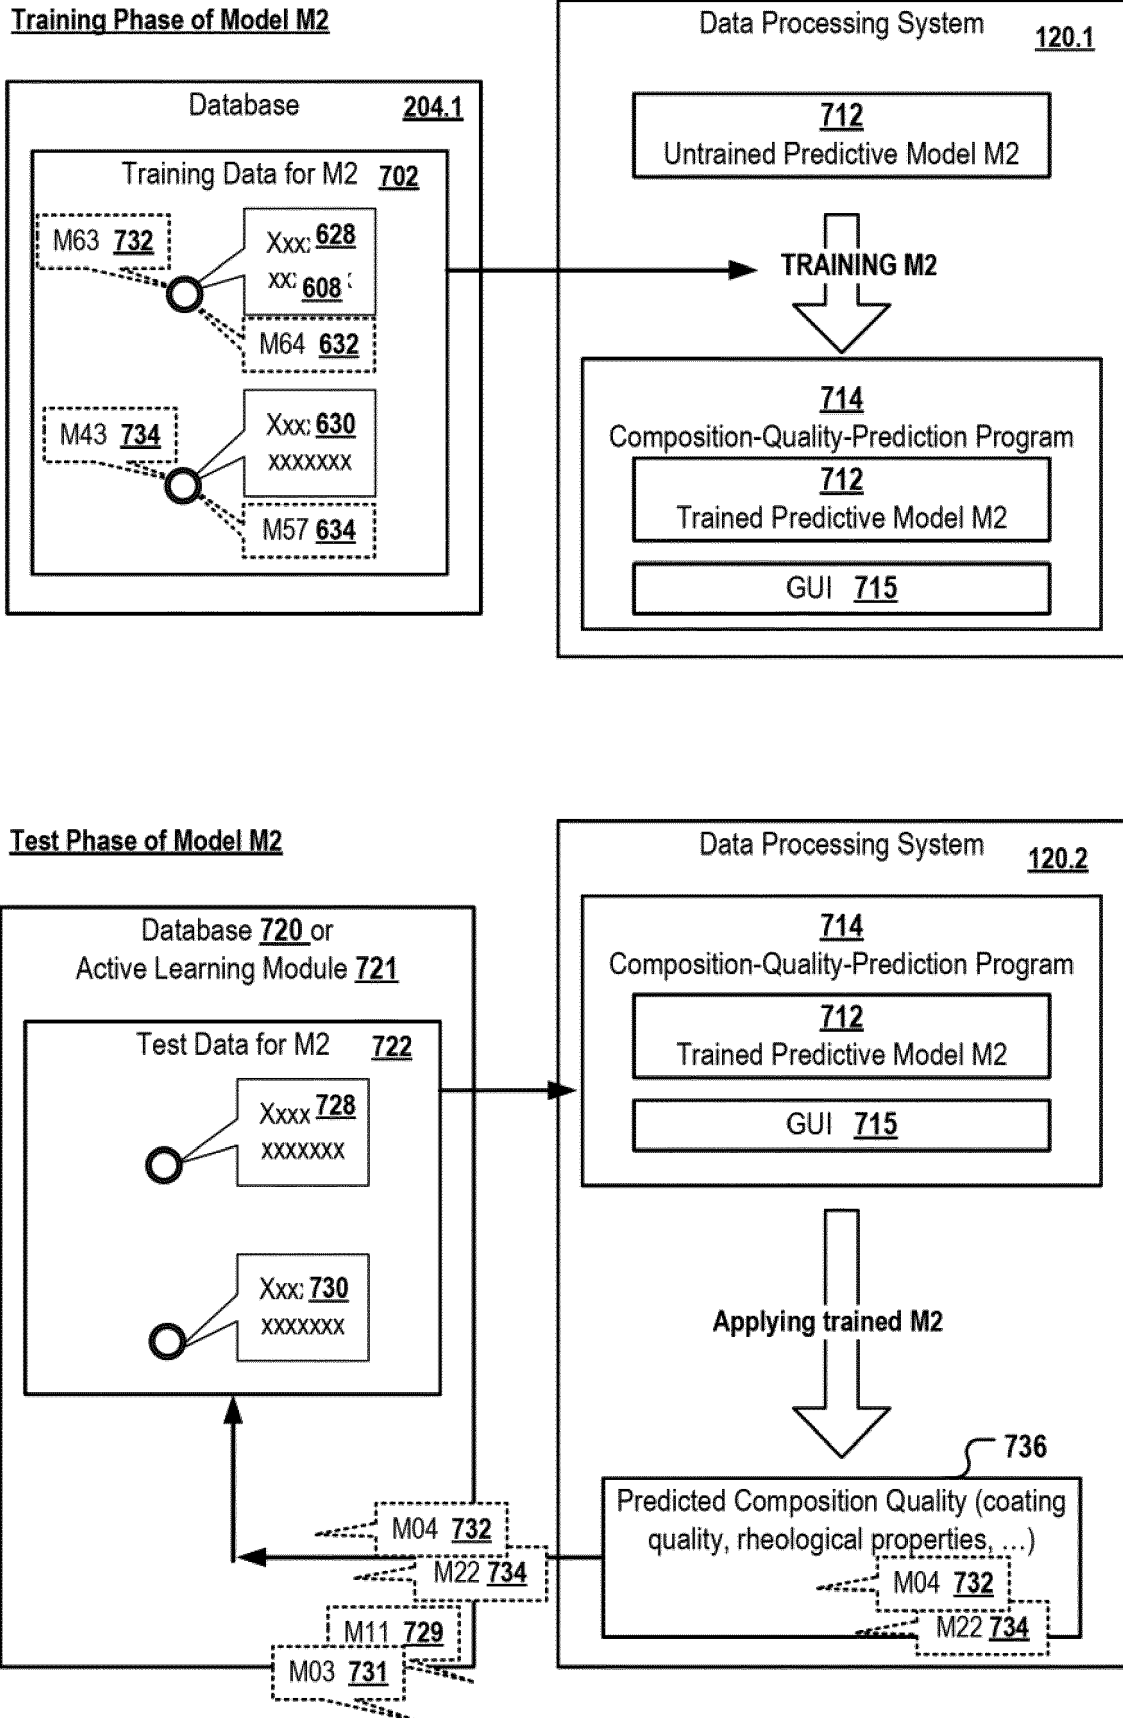 Training Phase of Model M2
Database 204.1
Training Data for M2 702
M63 732
Xxx: 628
xx: 608 :
M64 632
M43 734
Xxx: 630
xxxxxxx
M57 634
Data Processing System 120.1
712
Untrained Predictive Model M2
TRAINING M2
714
Composition-Quality-Prediction Program
712
Trained Predictive Model M2
GUI 715
Test Phase of Model M2
Database 720 or
Active Learning Module 721
Test Data for M2 722
Xxxx 728
xxxxxxx
Xxx: 730
xxxxxxx
M04 732
M22 734
M11 729
M03 731
Data Processing System 120.2
714
Composition-Quality-Prediction Program
712
Trained Predictive Model M2
GUI 715
Applying trained M2
736
Predicted Composition Quality (coating
quality, rheological properties, …)
M04 732
M22 734